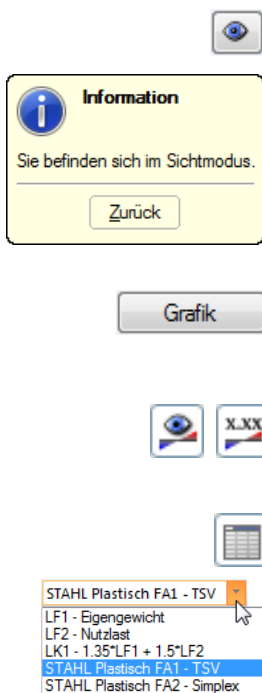 Information
Sie befinden sich im Sichtmodus.
Zurück
Grafik
X.XX
STAHL Plastisch FA1 - TSV
LF1 - Eigengewicht
LF2 - Nutzlast
LK1 - 1.35*LF1 + 1.5*LF2
STAHL Plastisch FA1 - TSV
STAHL Plastisch FA2 - Simplex